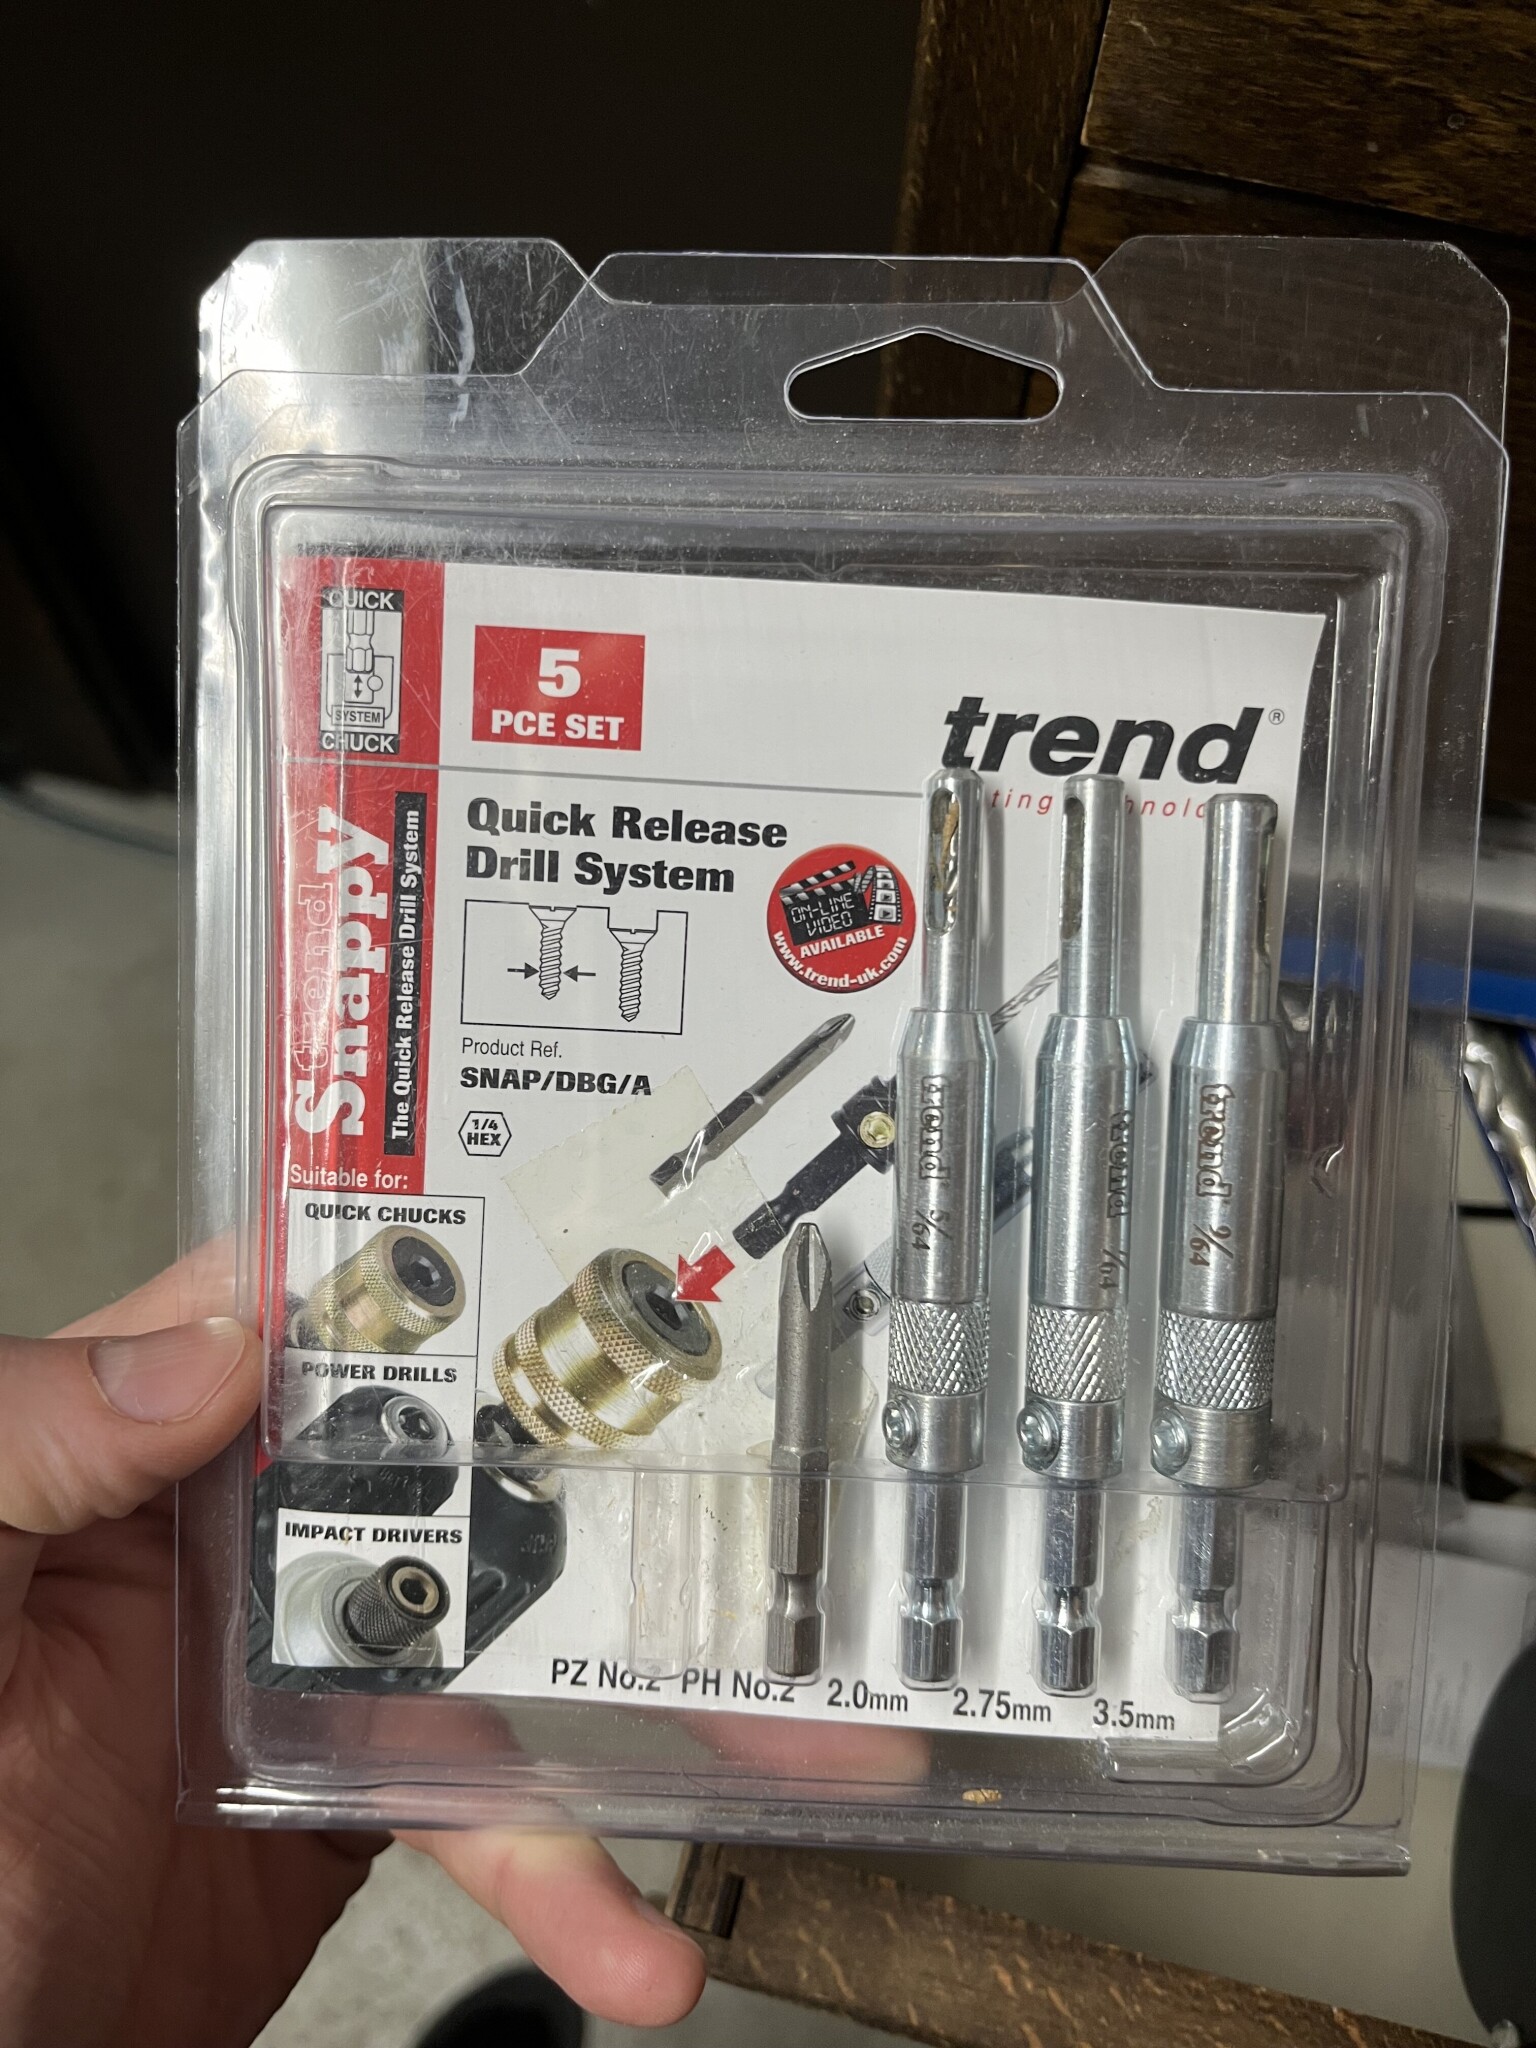 QUICK
SYSTEM
CHUCK
5
PCE SET
trend®
trend
Snappy
The Quick Release Drill System
Quick Release
Drill System
ON-LINE
VIDEO
AVAILABLE
www.trend-uk.com
Product Ref.
SNAP/DBG/A
1/4
HEX
Suitable for:
QUICK CHUCKS
POWER DRILLS
IMPACT DRIVERS
trend 5/64
trend 7/64
trend 9/64
PZ No.2 PH No.2 2.0mm 2.75mm 3.5mm